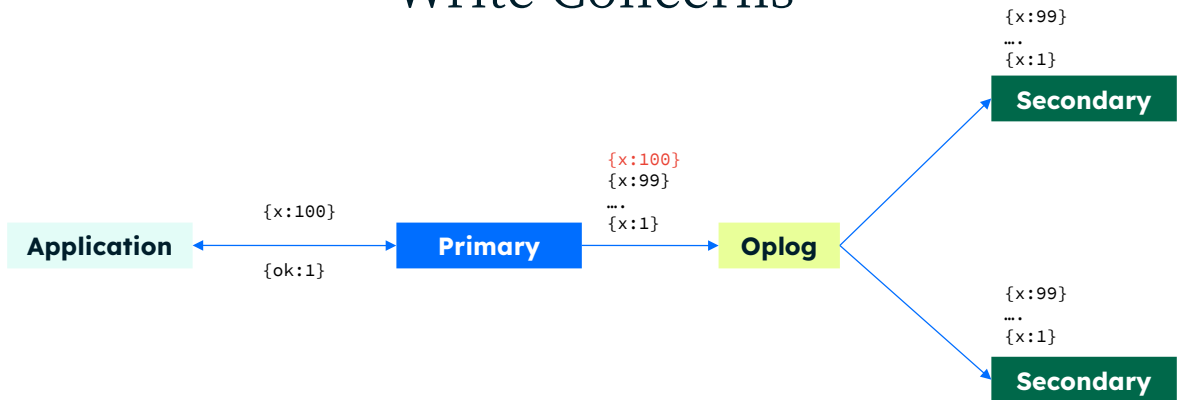 Write Concerns
{x:99}
….
{x:1}
Secondary
{x:100}
{x:99}
….
{x:1}
{x:100}
Application
Primary
Oplog
{ok:1}
{x:99}
….
{x:1}
Secondary